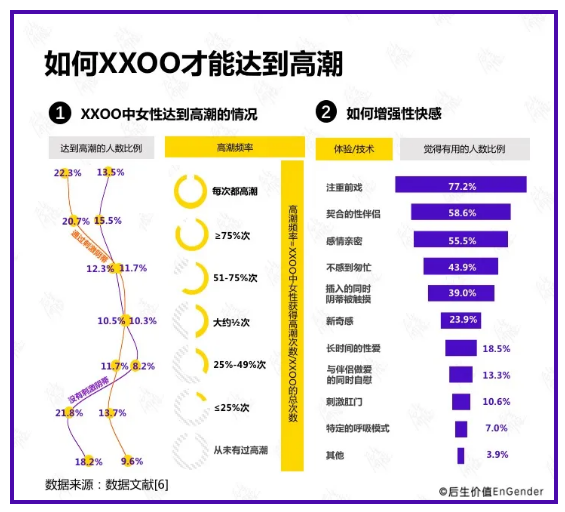 如何XXOO才能达到高潮
1 XXOO中女性达到高潮的情况
达到高潮的人数比例
高潮频率
22.3% 13.5%
每次都高潮
20.7% 15.5%
≥75%次
通过刺激阴蒂
12.3% 11.7%
51-75%次
10.5% 10.3%
大约½次
11.7% 8.2%
25%-49%次
没有刺激阴蒂
21.8% 13.7%
≤25%次
18.2% 9.6%
从未有过高潮
高潮频率=XXOO中女性获得高潮次数/XXOO的总次数
2 如何增强性快感
体验/技术
觉得有用的人数比例
注重前戏 77.2%
契合的性伴侣 58.6%
感情亲密 55.5%
不感到匆忙 43.9%
插入的同时
阴蒂被触摸 39.0%
新奇感 23.9%
长时间的性爱 18.5%
与伴侣做爱
的同时自慰 13.3%
刺激肛门 10.6%
特定的呼吸模式 7.0%
其他 3.9%
数据来源：数据文献[6]
©后生价值EnGender